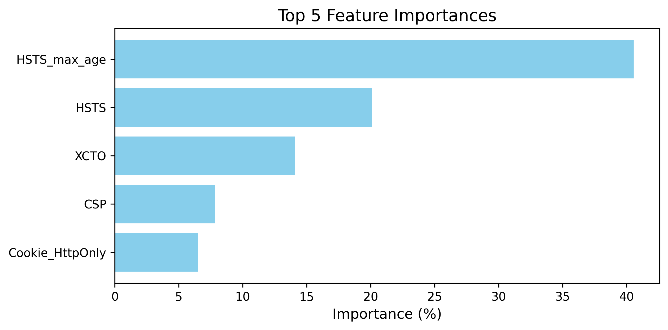 Top 5 Feature Importances
HSTS_max_age
HSTS
XCTO
CSP
Cookie_HttpOnly
0 5 10 15 20 25 30 35 40
Importance (%)